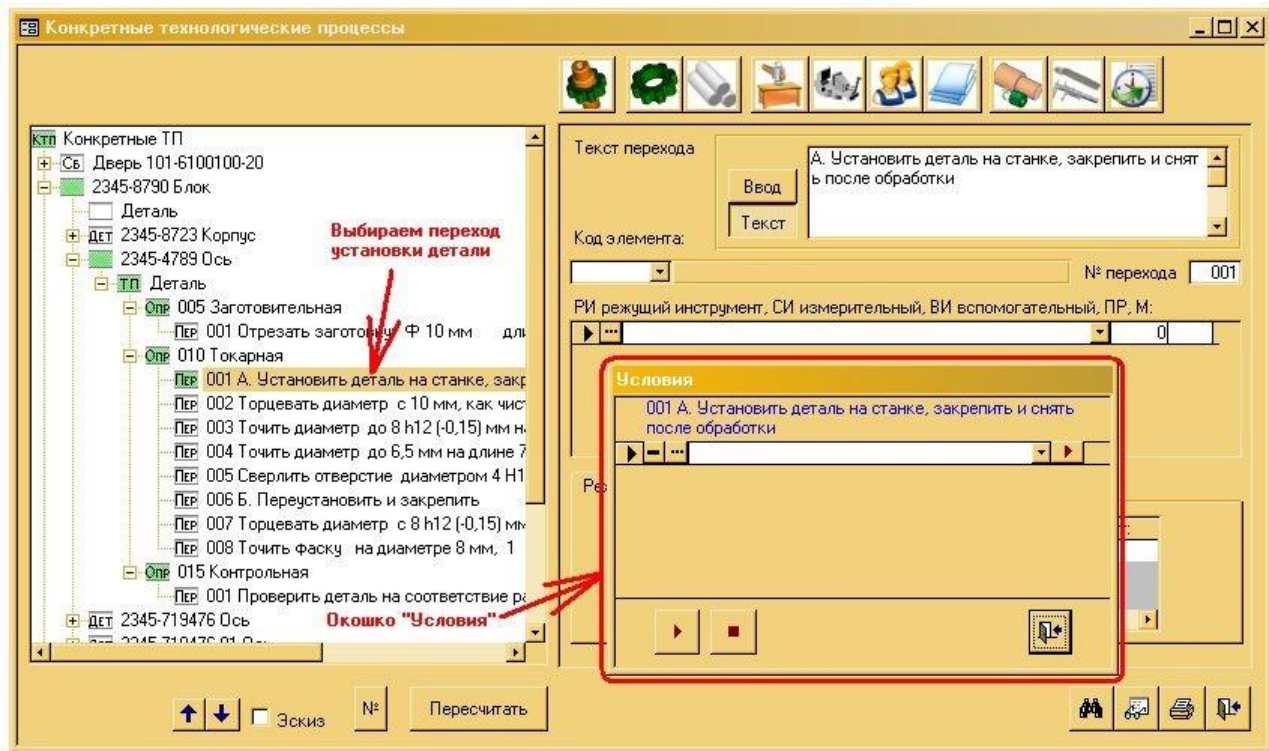 Конкретные технологические процессы
Ктп Конкретные ТП
Сб Дверь 101-6100100-20
2345-8790 Блок
Деталь
Дет 2345-8723 Корпус
2345-4789 Ось
ТП Деталь
Опр 005 Заготовительная
Пер 001 Отрезать заготовку Ф 10 мм дли
Опр 010 Токарная
Пер 001 А. Установить деталь на станке, закр
Пер 002 Торцевать диаметр с 10 мм, как чис
Пер 003 Точить диаметр до 8 h12 (-0,15) мм н
Пер 004 Точить диаметр до 6,5 мм на длине 7
Пер 005 Сверлить отверстие диаметром 4 Н1
Пер 006 Б. Переустановить и закрепить
Пер 007 Торцевать диаметр с 8 h12 (-0,15) мм
Пер 008 Точить фаску на диаметре 8 мм, 1
Опр 015 Контрольная
Пер 001 Проверить деталь на соответствие ра
Дет 2345-719476 Ось
Выбираем переход
установки детали
Окошко "Условия"
Эскиз
№
Пересчитать
Текст перехода
Ввод
Текст
А. Установить деталь на станке, закрепить и снят
ь после обработки
Код элемента:
№ перехода 001
РИ режущий инструмент, СИ измерительный, ВИ вспомогательный, ПР, М:
0
Условия
001 А. Установить деталь на станке, закрепить и снять
после обработки